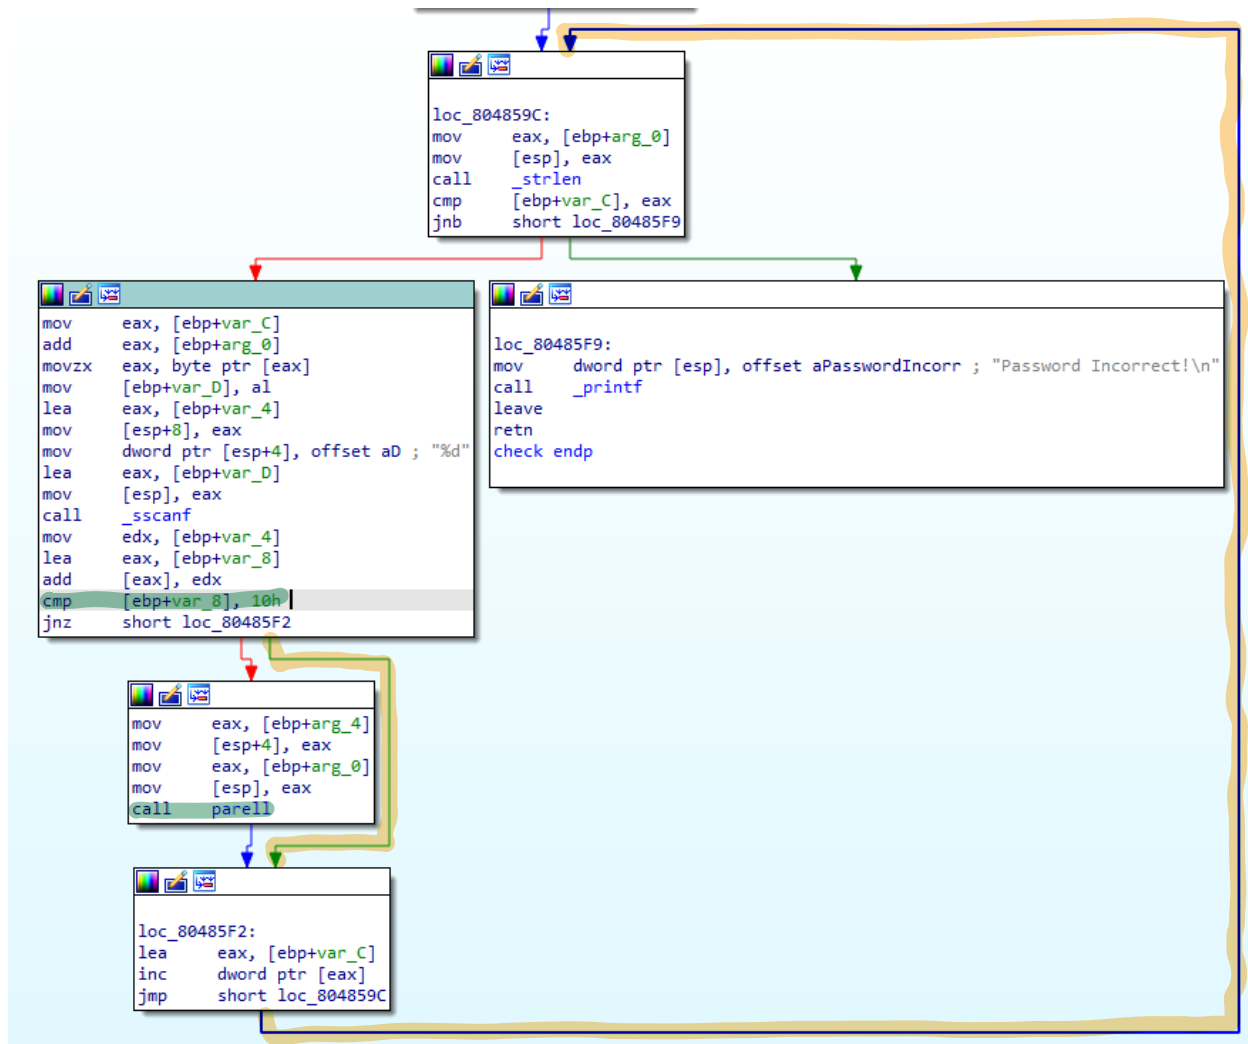 loc_804859C:
mov eax, [ebp+arg_0]
mov [esp], eax
call _strlen
cmp [ebp+var_C], eax
jnb short loc_80485F9
mov eax, [ebp+var_C]
add eax, [ebp+arg_0]
movzx eax, byte ptr [eax]
mov [ebp+var_D], al
lea eax, [ebp+var_4]
mov [esp+8], eax
mov dword ptr [esp+4], offset aD ; "%d"
lea eax, [ebp+var_D]
mov [esp], eax
call _sscanf
mov edx, [ebp+var_4]
lea eax, [ebp+var_8]
add [eax], edx
cmp [ebp+var_8], 10h
jnz short loc_80485F2
loc_80485F9:
mov dword ptr [esp], offset aPasswordIncorr ; "Password Incorrect!\n"
call _printf
leave
retn
check endp
mov eax, [ebp+arg_4]
mov [esp+4], eax
mov eax, [ebp+arg_0]
mov [esp], eax
call parell
loc_80485F2:
lea eax, [ebp+var_C]
inc dword ptr [eax]
jmp short loc_804859C